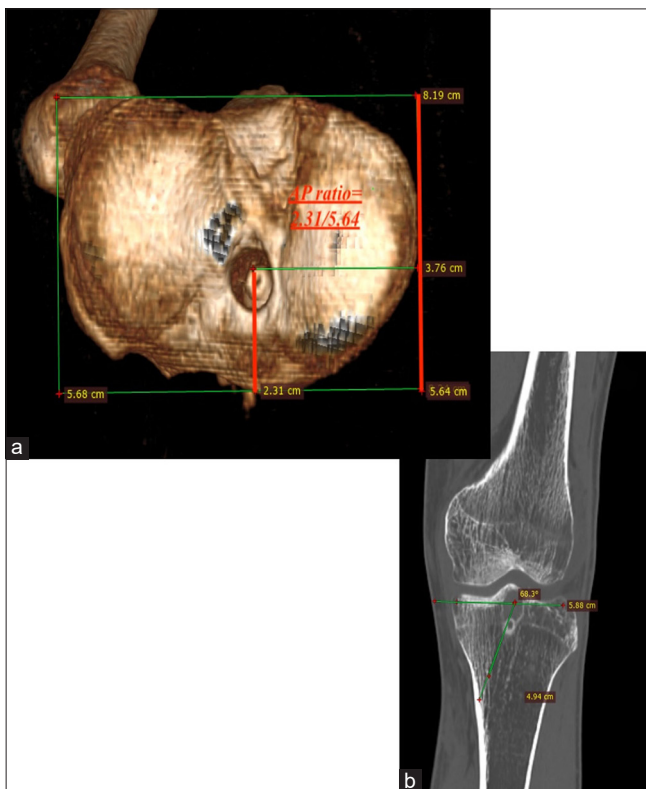 8.19 cm
AP ratio=
2.31/5.64
3.76 cm
5.68 cm
2.31 cm
5.64 cm
a
68.3°
5.88 cm
4.94 cm
b